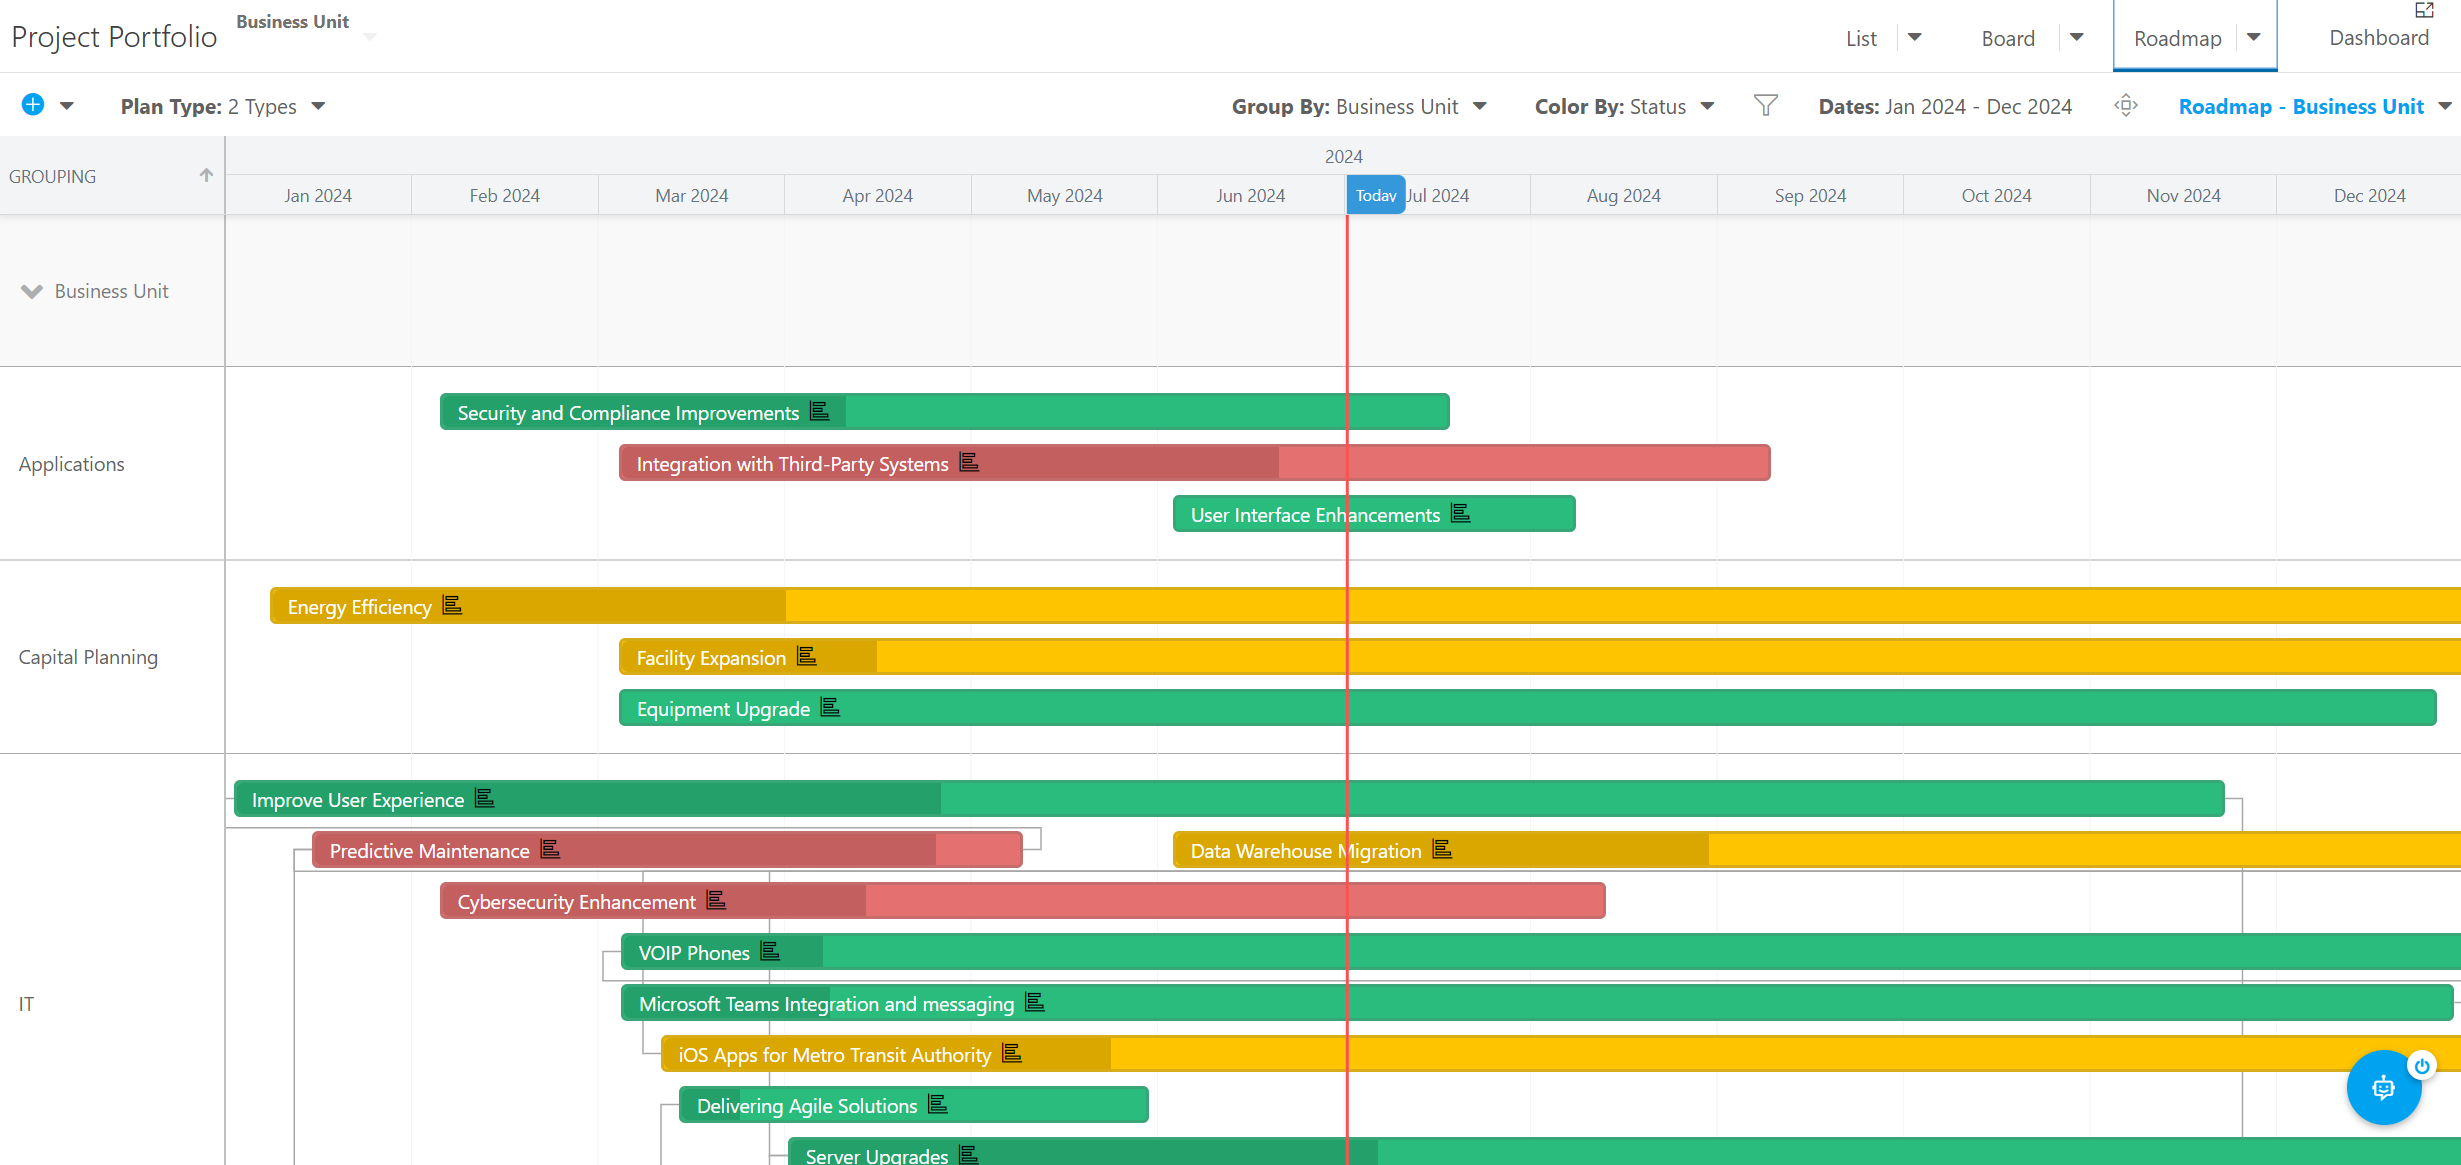 Project Portfolio
Business Unit
List
Board
Roadmap
Dashboard
Plan Type: 2 Types
Group By: Business Unit
Color By: Status
Dates: Jan 2024 - Dec 2024
Roadmap - Business Unit
GROUPING
2024
Jan 2024
Feb 2024
Mar 2024
Apr 2024
May 2024
Jun 2024
Today
Jul 2024
Aug 2024
Sep 2024
Oct 2024
Nov 2024
Dec 2024
Business Unit
Applications
Security and Compliance Improvements
Integration with Third-Party Systems
User Interface Enhancements
Capital Planning
Energy Efficiency
Facility Expansion
Equipment Upgrade
IT
Improve User Experience
Predictive Maintenance
Data Warehouse Migration
Cybersecurity Enhancement
VOIP Phones
Microsoft Teams Integration and messaging
iOS Apps for Metro Transit Authority
Delivering Agile Solutions
Server Upgrades